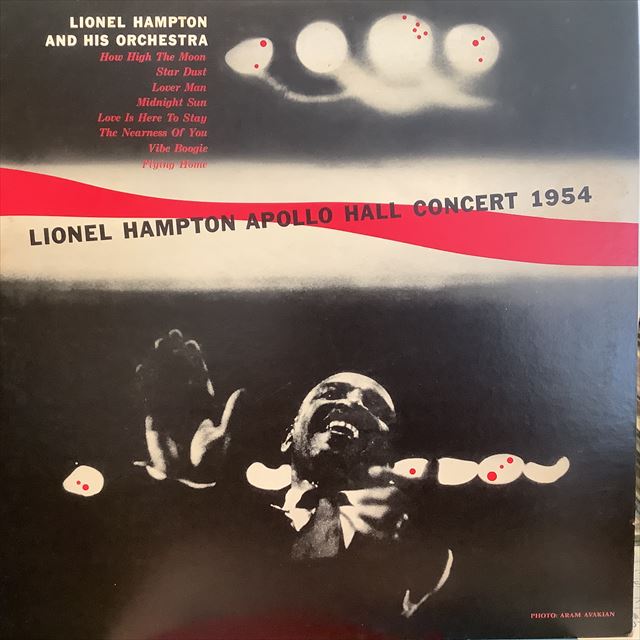 LIONEL HAMPTON
AND HIS ORCHESTRA
How High The Moon
Star Dust
Lover Man
Midnight Sun
Love Is Here To Stay
The Nearness Of You
Vibe Boogie
Flying Home
LIONEL HAMPTON APOLLO HALL CONCERT 1954
PHOTO: ARAM AVAKIAN